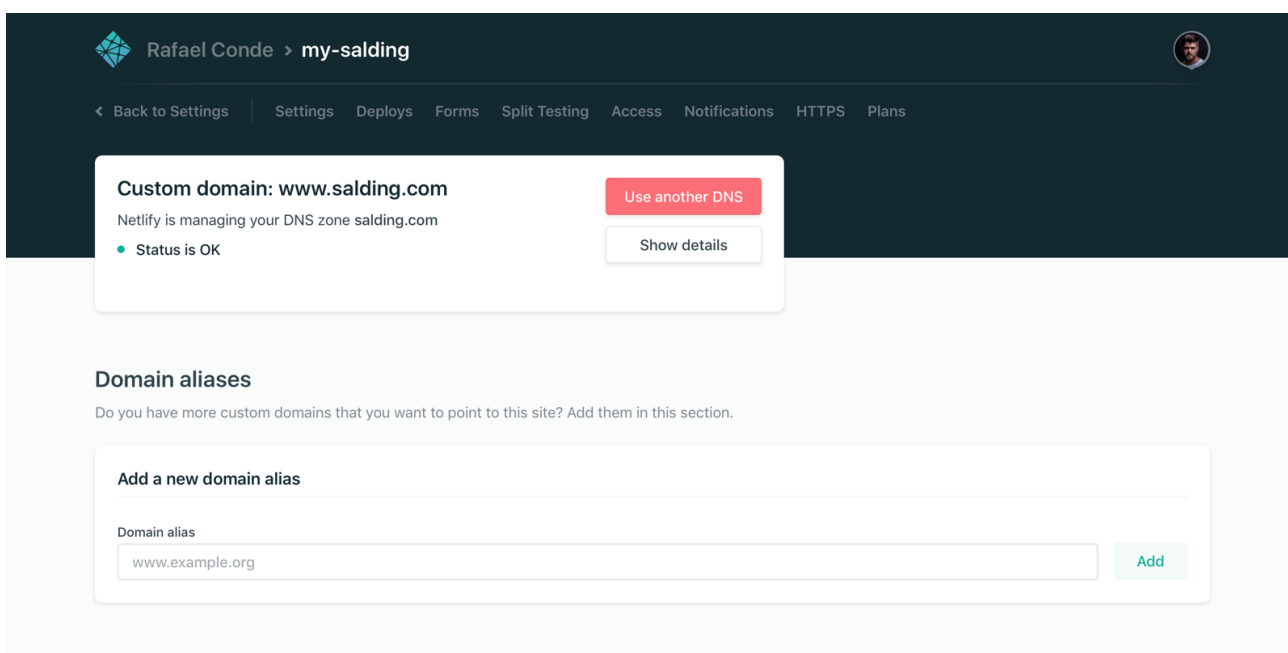 Rafael Conde > my-salding
< Back to Settings Settings Deploys Forms Split Testing Access Notifications HTTPS Plans
Custom domain: www.salding.com
Netlify is managing your DNS zone salding.com
Status is OK
Use another DNS
Show details
Domain aliases
Do you have more custom domains that you want to point to this site? Add them in this section.
Add a new domain alias
Domain alias
www.example.org
Add